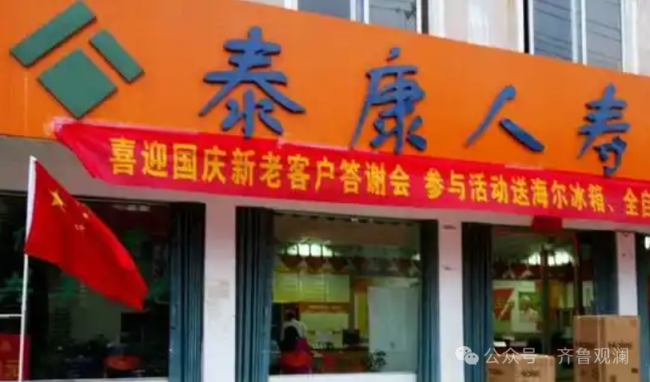 泰康人寿
喜迎国庆新老客户答谢会 参与活动送海尔冰箱、全自
公众号·齐鲁观澜